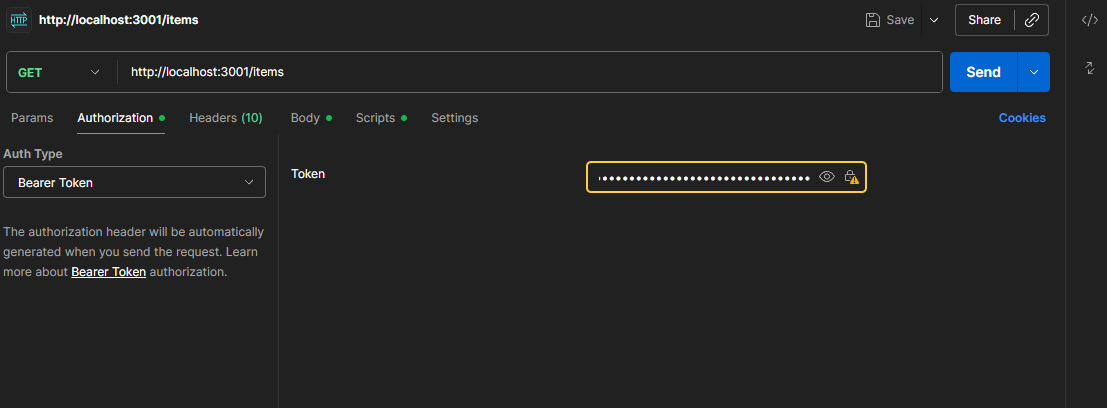 HTTP http://localhost:3001/items Save Share
GET http://localhost:3001/items Send
Params Authorization Headers (10) Body Scripts Settings Cookies
Auth Type
Bearer Token
The authorization header will be automatically
generated when you send the request. Learn
more about Bearer Token authorization.
Token